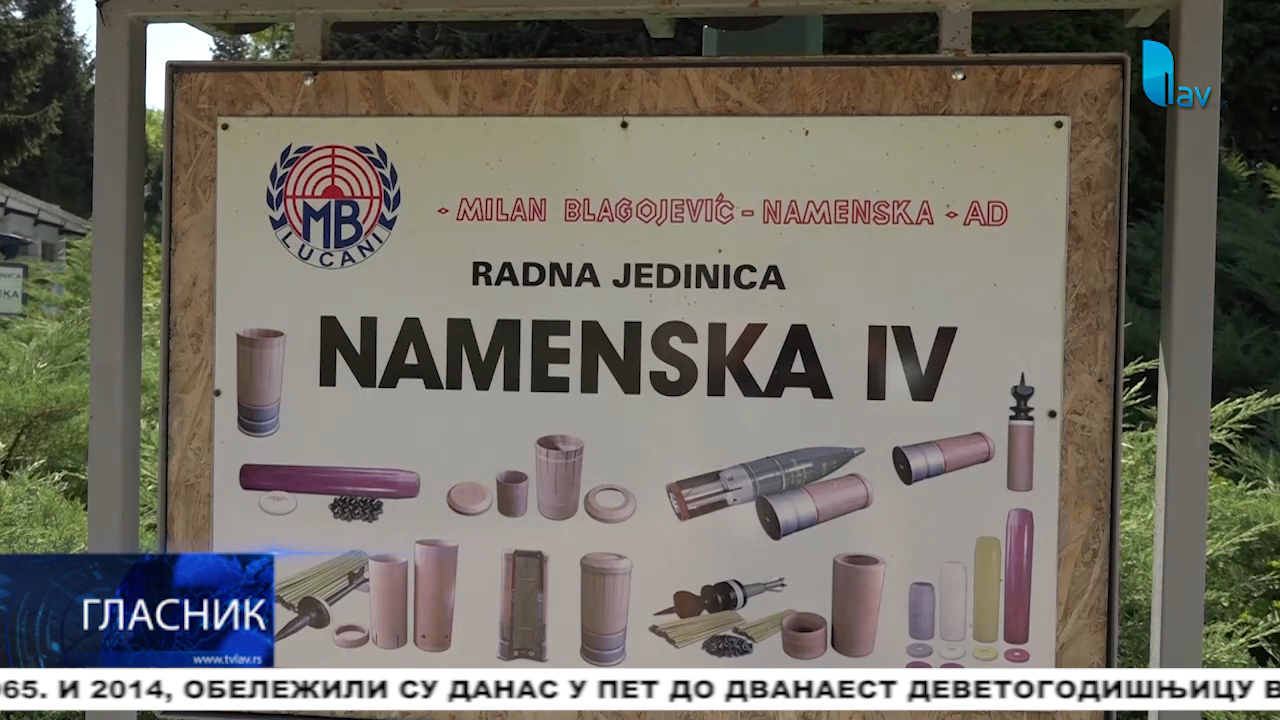 lav
MB
LUČANI
- MILAN BLAGOJEVIĆ - NAMENSKA - AD
RADNA JEDINICA
NAMENSKA IV
ГЛАСНИК
www.tvlav.rs
965. И 2014, ОБЕЛЕЖИЛИ СУ ДАНАС У ПЕТ ДО ДВАНАЕСТ ДЕВЕТОГОДИШЊИЦУ В